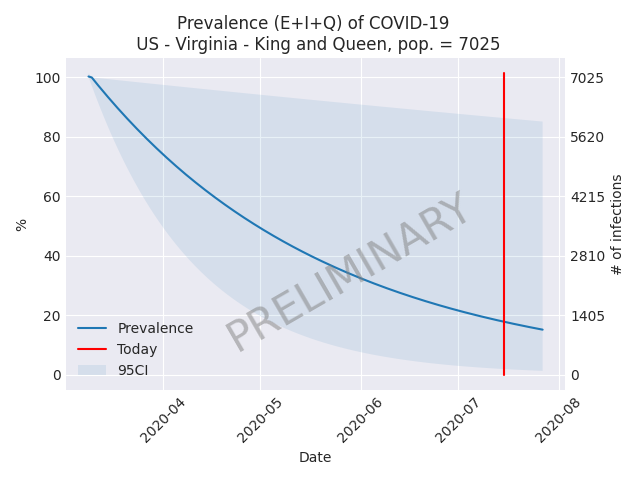 Prevalence (E+I+Q) of COVID-19
US - Virginia - King and Queen, pop. = 7025
100
80
60
40
20
0
%
7025
5620
4215
2810
1405
0
# of infections
PRELIMINARY
Prevalence
Today
95CI
2020-04
2020-05
2020-06
2020-07
2020-08
Date